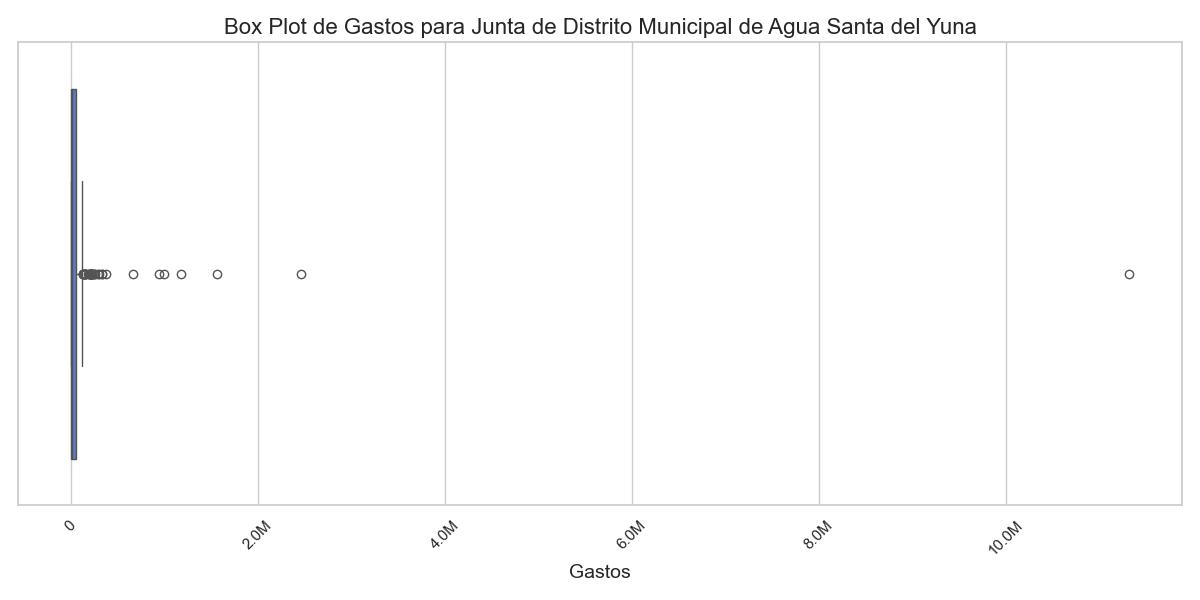 Box Plot de Gastos para Junta de Distrito Municipal de Agua Santa del Yuna
0
2.0M
4.0M
6.0M
8.0M
10.0M
Gastos